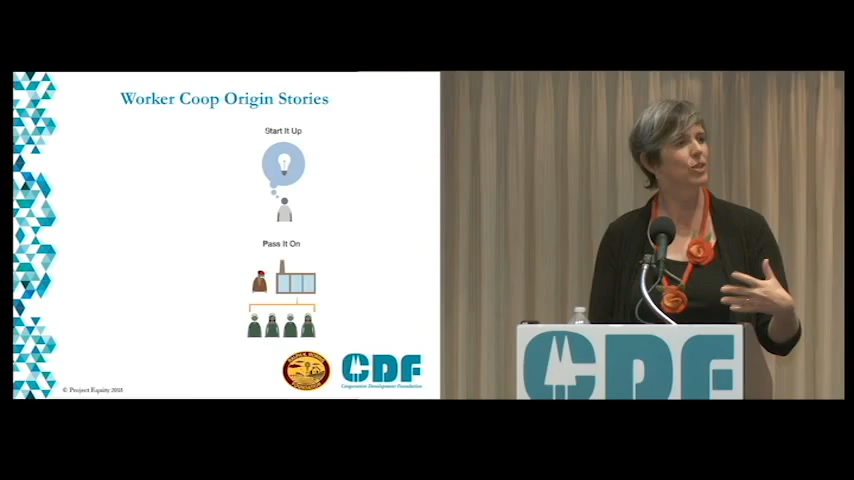 Worker Coop Origin Stories
Start It Up
Pass It On
CDF
Cooperative Development Foundation
© Project Equity 2018
CDF